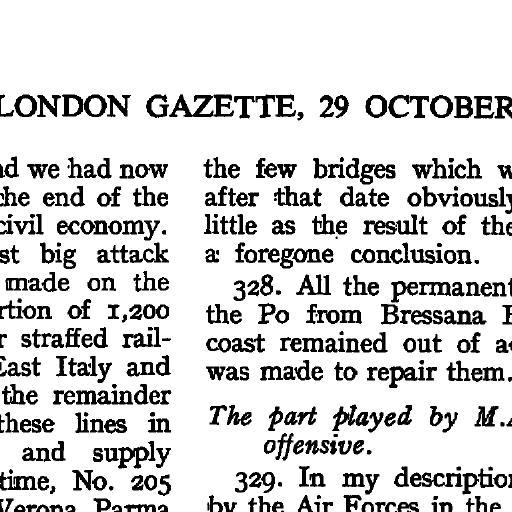 LONDON GAZETTE, 29 OCTOBER
we had now
the end of the
civil economy.
big attack
made on the
of 1,200
straffed rail-
East Italy and
the remainder
these lines in
and supply
time, No. 205
Verona, Parma
the few bridges which
after that date obviously
little as the result of the
a foregone conclusion.
328. All the permanent
the Po from Bressana
coast remained out of
was made to repair them.
The part played by M.A
offensive.
329. In my description
by the Air Forces in the